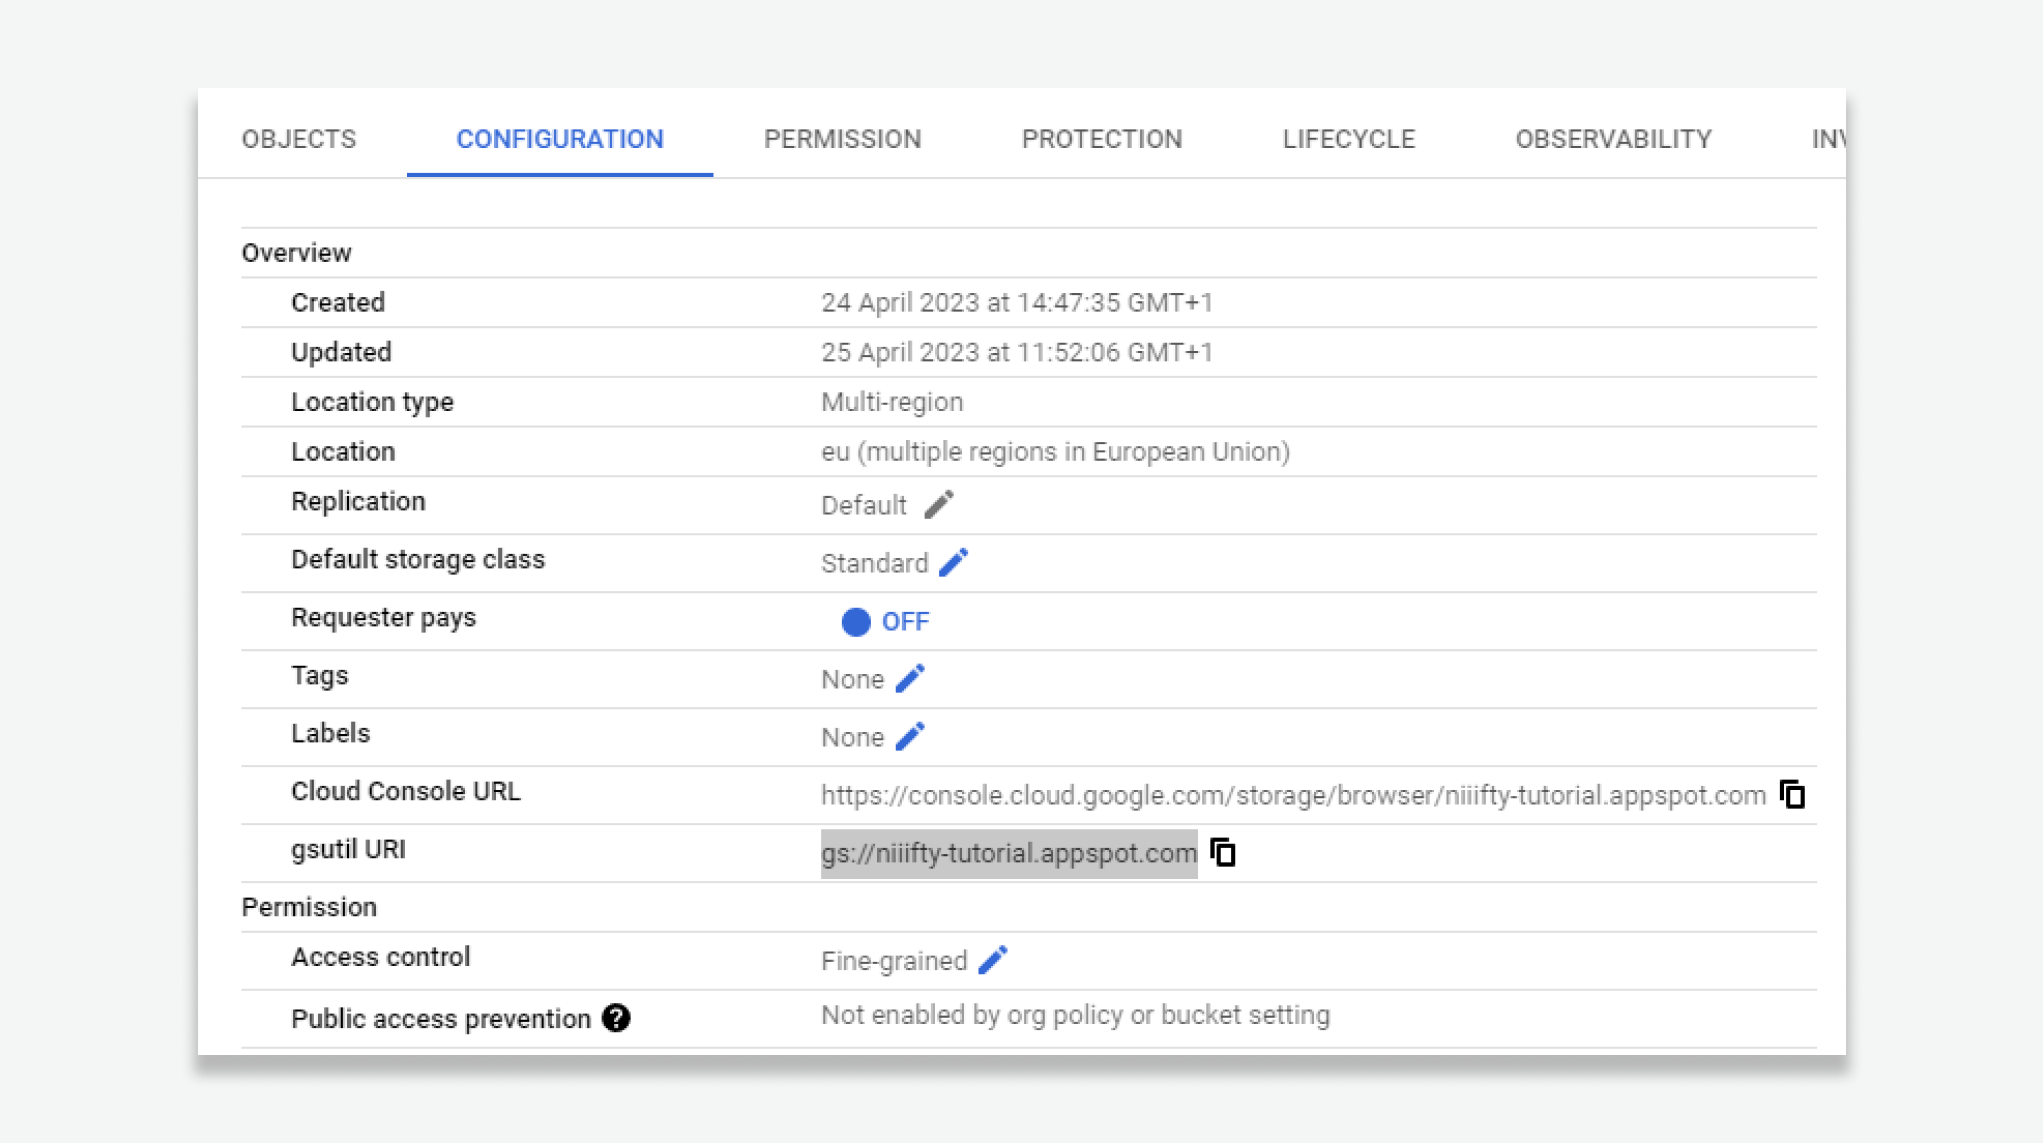 OBJECTS CONFIGURATION PERMISSION PROTECTION LIFECYCLE OBSERVABILITY INV
Overview
Created 24 April 2023 at 14:47:35 GMT+1
Updated 25 April 2023 at 11:52:06 GMT+1
Location type Multi-region
Location eu (multiple regions in European Union)
Replication Default
Default storage class Standard
Requester pays OFF
Tags None
Labels None
Cloud Console URL https://console.cloud.google.com/storage/browser/niiifty-tutorial.appspot.com
gsutil URI gs://niiifty-tutorial.appspot.com
Permission
Access control Fine-grained
Public access prevention ? Not enabled by org policy or bucket setting